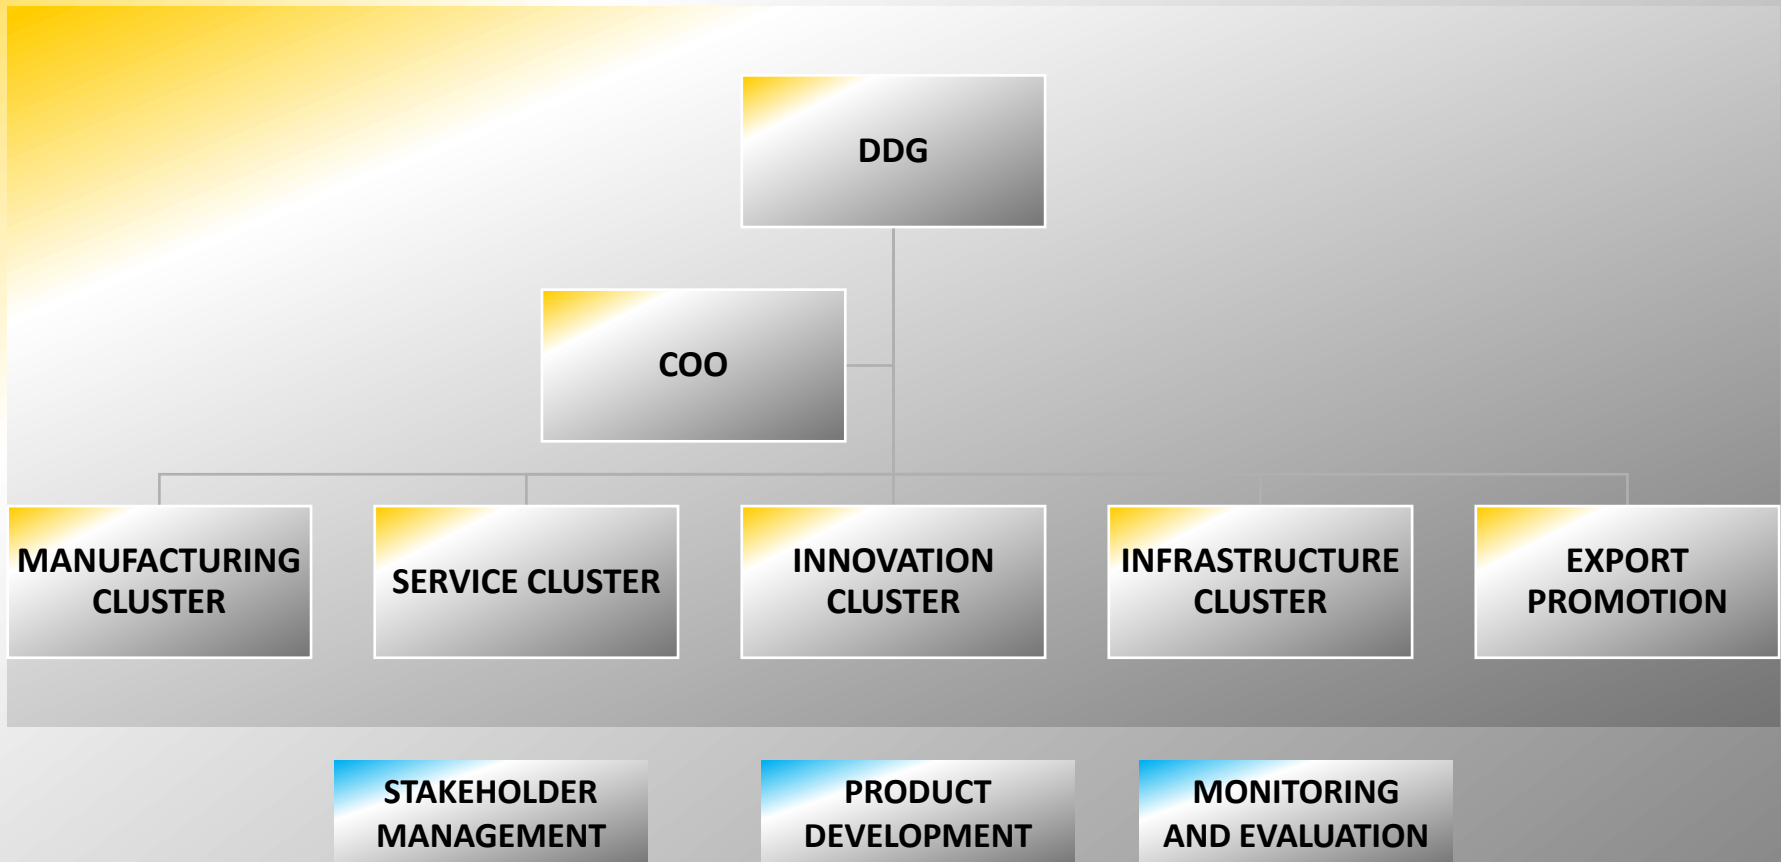 DDG
COO
MANUFACTURING
CLUSTER
SERVICE CLUSTER
INNOVATION
CLUSTER
INFRASTRUCTURE
CLUSTER
EXPORT
PROMOTION
STAKEHOLDER
MANAGEMENT
PRODUCT
DEVELOPMENT
MONITORING
AND EVALUATION